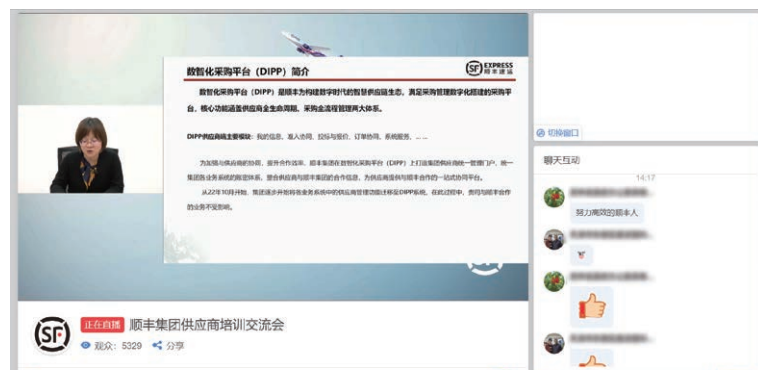 数智化采购平台（DIPP）简介
SF EXPRESS
顺丰速运
数智化采购平台（DIPP）是顺丰为构建数字时代的智慧供应链生态、满足采购管理数字化搭建的采购平
台，核心功能涵盖供应商全生命周期、采购全流程管理两大体系。
DIPP供应商端主要模块：我的信息、准入协同、投标与报价、订单协同、系统服务、... ...
为加强与供应商的协同，提升合作效率，顺丰集团在数智化采购平台（DIPP）上打造集团供应商统一管理门户，统一
集团各业务系统的账号体系，整合供应商与顺丰集团的合作信息，为供应商提供与顺丰合作的一站式协同平台。
从22年10月开始，集团逐步开始将各业务系统中的供应商管理功能迁移至DIPP系统，在此过程中，贵司与顺丰合作
的业务不受影响。
SF
正在直播 顺丰集团供应商培训交流会
观众：5329 分享
切换窗口
聊天互动
14:17
努力高效的顺丰人